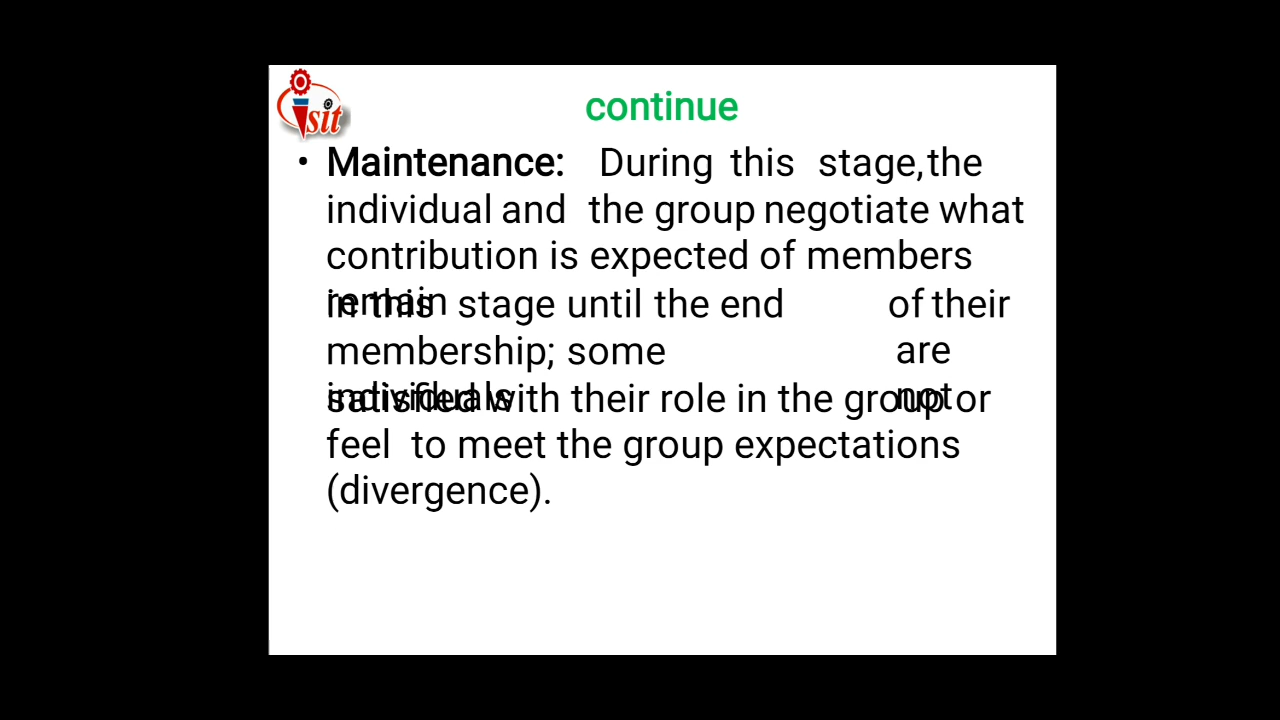 isit
continue
• Maintenance: During this stage, the
individual and the group negotiate what
contribution is expected of members
remain
in this stage until the end of their
membership; some are
individuals not
satisfied with their role in the group or
feel to meet the group expectations
(divergence).